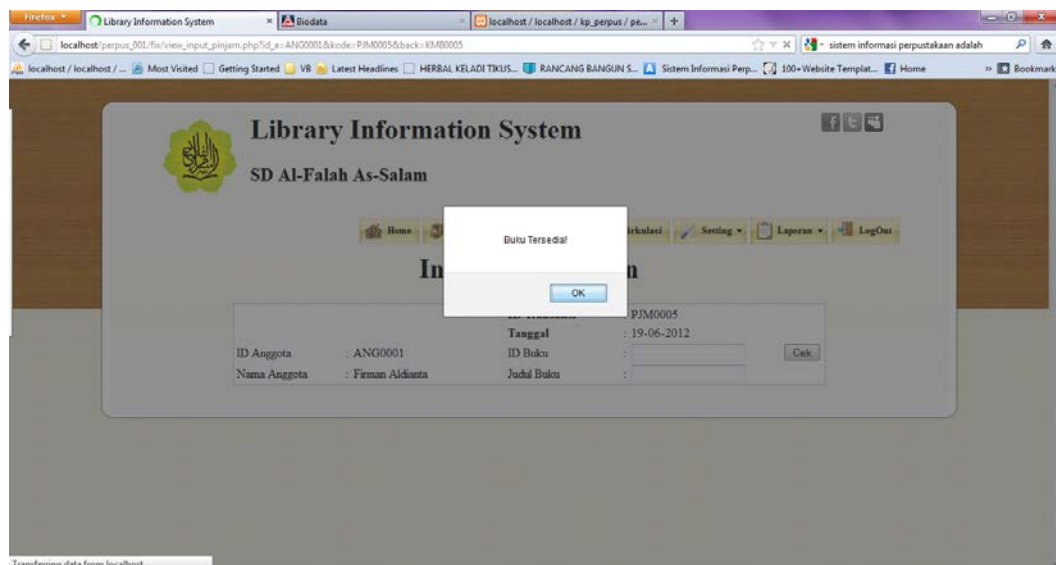 Firefox
Library Information System
Biodata
localhost / localhost / kp_perpus / pe...
localhost/perpus_001/fix/view_input_pinjam.php?id_a=ANG0001&kode=PJM0005&back=KMB0005
sistem informasi perpustakaan adalah
localhost / localhost / ...
Most Visited
Getting Started
VB
Latest Headlines
HERBAL KELADI TIKUS...
RANCANG BANGUN S...
Sistem Informasi Perp...
100+ Website Templat...
Home
Bookmark
Library Information System
SD Al-Falah As-Salam
Home
Setting
Laporan
LogOut
Buku Tersedia!
OK
: PJM0005
Tanggal : 19-06-2012
ID Anggota : ANG0001 ID Buku : Cek
Nama Anggota : Firman Aldianta Judul Buku :
Transferring data from localhost